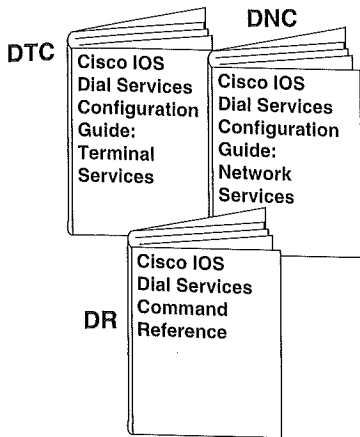 DTC
Cisco IOS
Dial Services
Configuration
Guide:
Terminal
Services
DNC
Cisco IOS
Dial Services
Configuration
Guide:
Network
Services
DR
Cisco IOS
Dial Services
Command
Reference